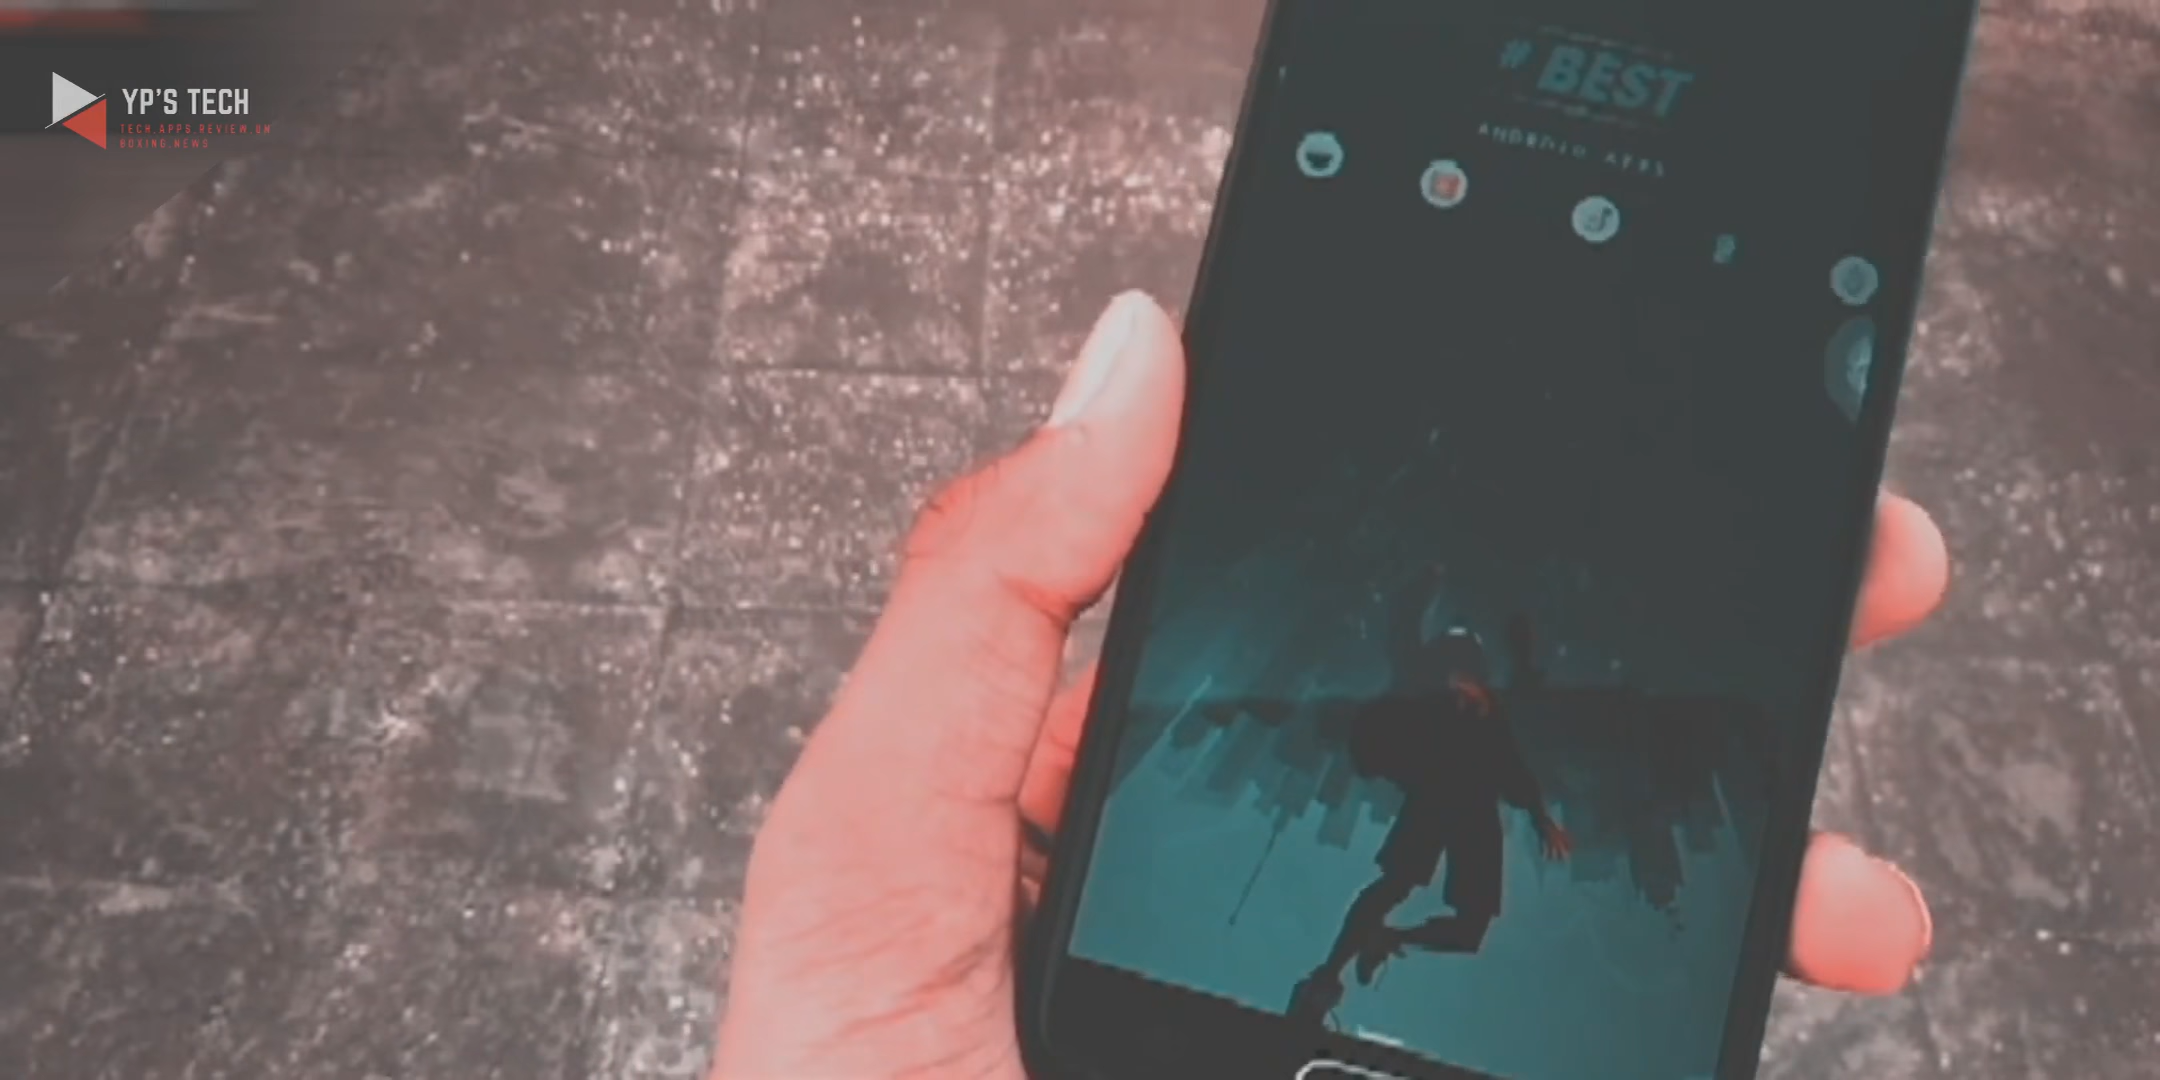 YP'S TECH
TECH.APPS.REVIEW.UN
BOXING.NEWS
# BEST
ANDROID APPS